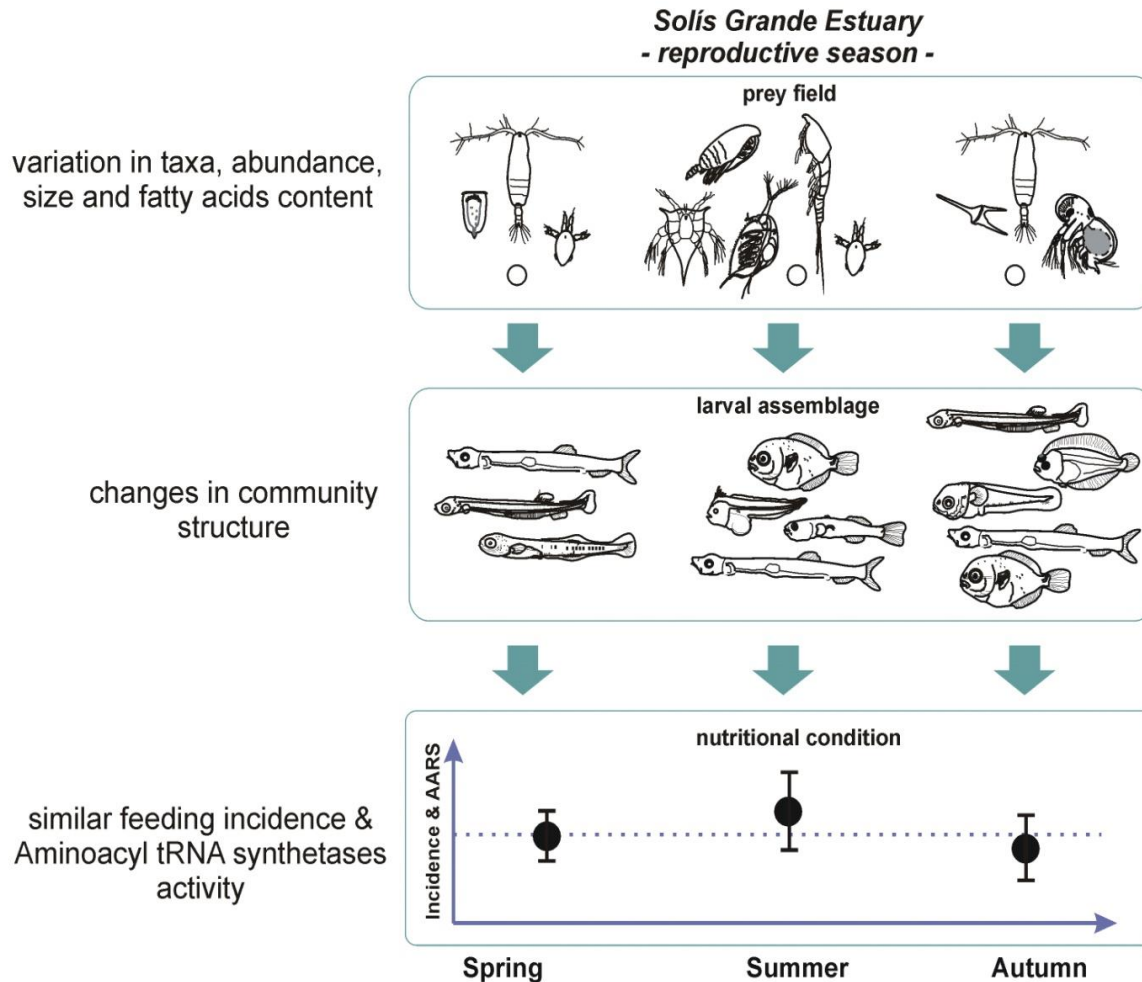 Solís Grande Estuary
- reproductive season -
prey field
variation in taxa, abundance,
size and fatty acids content
larval assemblage
changes in community
structure
nutritional condition
Incidence & AARS
similar feeding incidence &
Aminoacyl tRNA synthetases
activity
Spring Summer Autumn